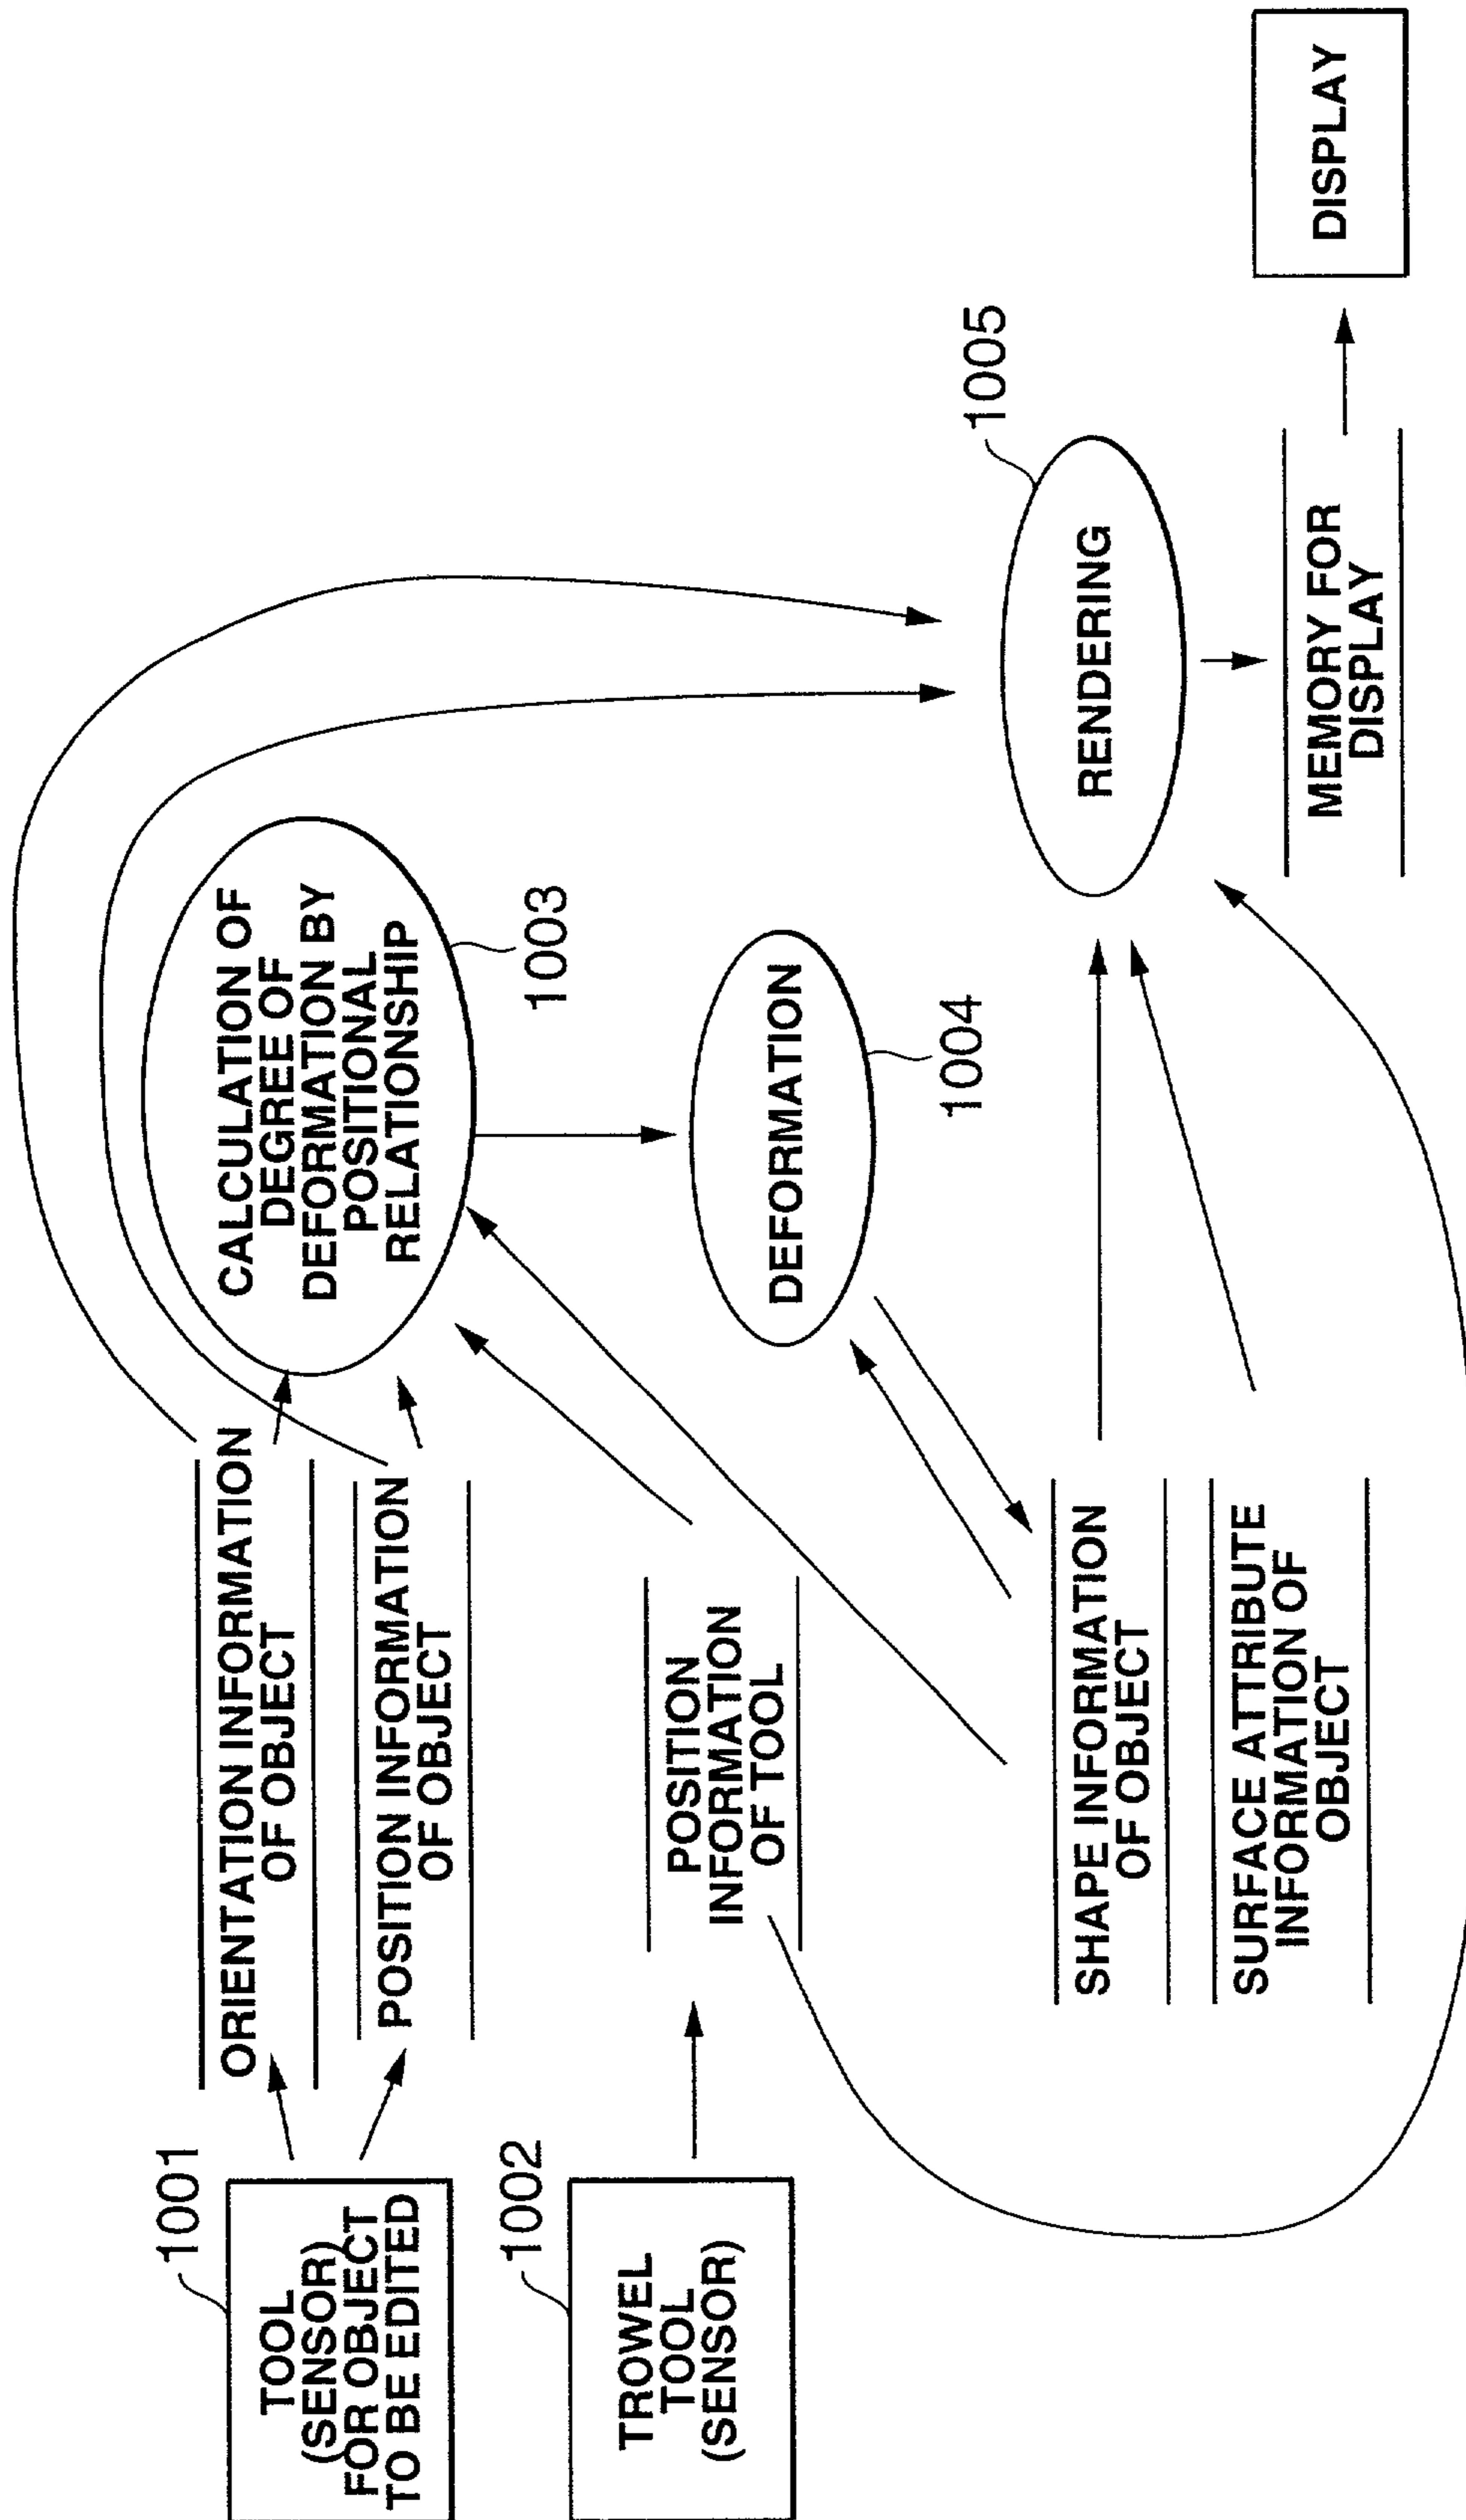 1001
TOOL
(SENSOR)
FOR OBJECT
TO BE EDITED
ORIENTATION INFORMATION
OF OBJECT
POSITION INFORMATION
OF OBJECT
CALCULATION OF
DEGREE OF
DEFORMATION BY
POSITIONAL
RELATIONSHIP
1003
1002
TROWEL
TOOL
(SENSOR)
POSITION
INFORMATION
OF TOOL
DEFORMATION
1004
SHAPE INFORMATION
OF OBJECT
SURFACE ATTRIBUTE
INFORMATION OF
OBJECT
1005
RENDERING
MEMORY FOR
DISPLAY
DISPLAY